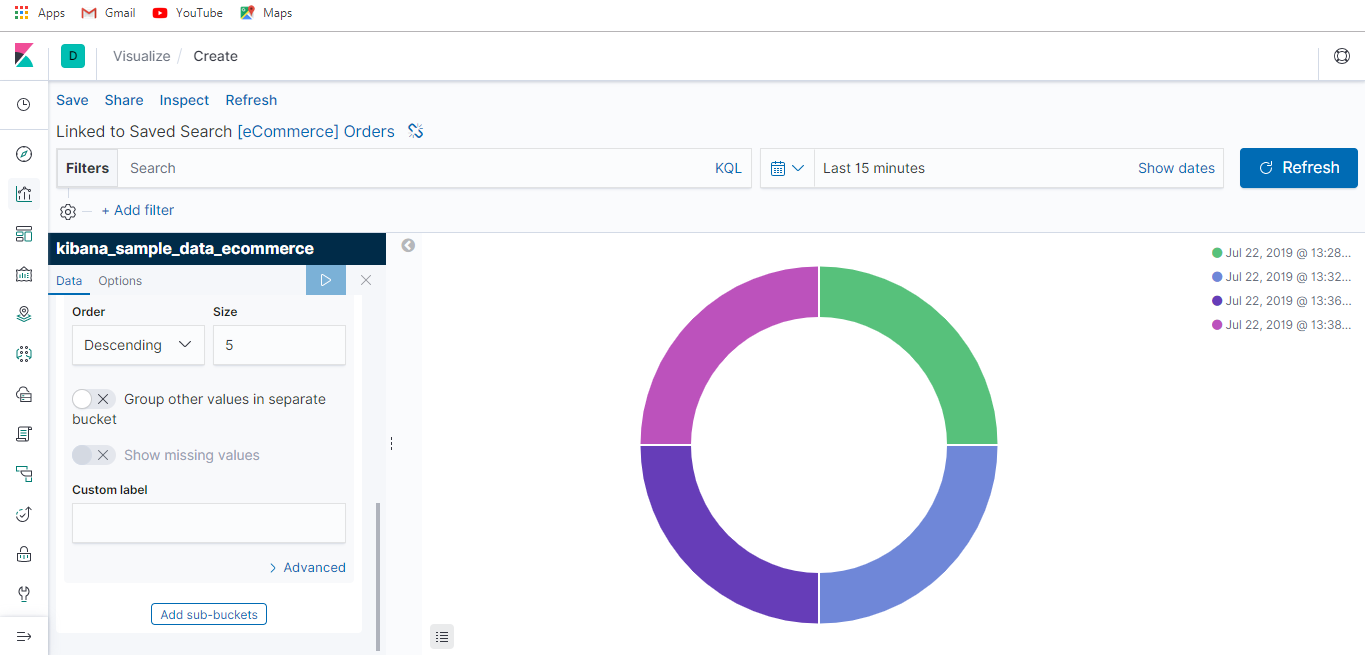 Apps Gmail YouTube Maps
D Visualize / Create
Save Share Inspect Refresh
Linked to Saved Search [eCommerce] Orders
Filters Search KQL Last 15 minutes Show dates Refresh
+ Add filter
kibana_sample_data_ecommerce
Data Options
Order Size
Descending 5
Group other values in separate
bucket
Show missing values
Custom label
Advanced
Add sub-buckets
Jul 22, 2019 @ 13:28...
Jul 22, 2019 @ 13:32...
Jul 22, 2019 @ 13:36...
Jul 22, 2019 @ 13:38...